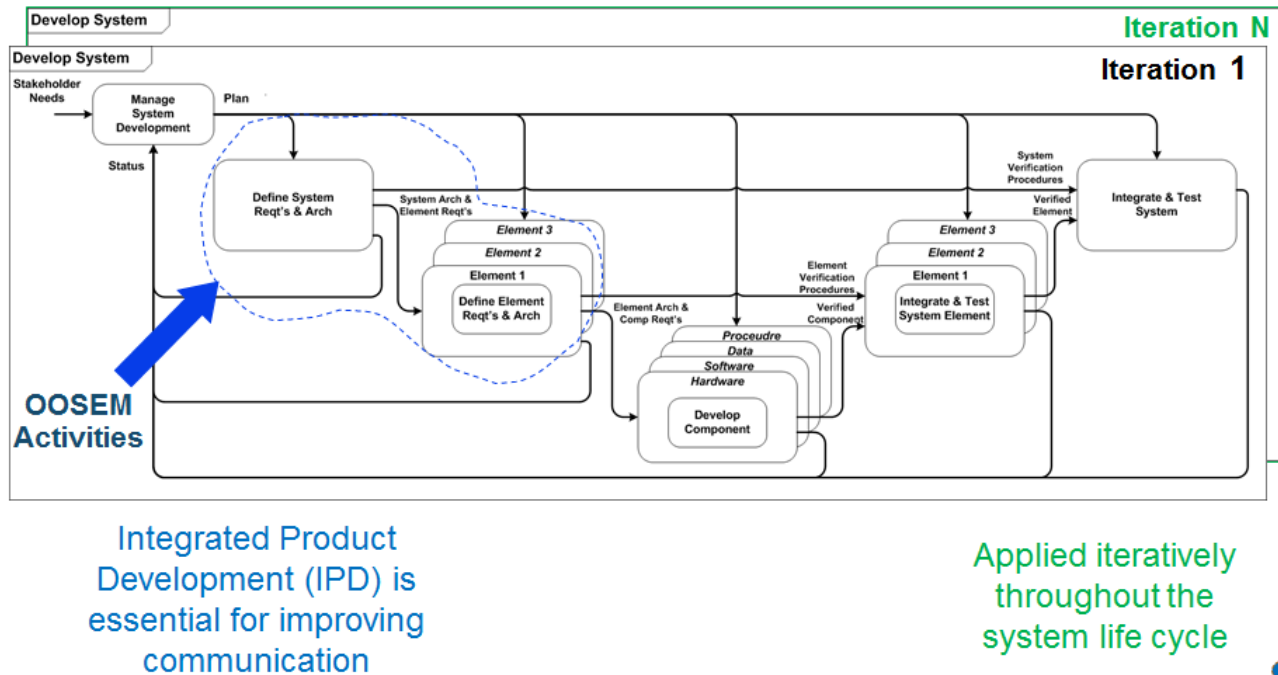 Develop System
Iteration N
Develop System
Iteration 1
Stakeholder
Needs
Manage
System
Development
Plan
Status
Define System
Reqt's & Arch
System Arch &
Element Reqt's
Element 3
Element 2
Element 1
Define Element
Reqt's & Arch
Element Arch &
Comp Reqt's
Proceudre
Data
Software
Hardware
Develop
Component
Element
Verification
Procedures
Verified
Component
Element 3
Element 2
Element 1
Integrate & Test
System Element
System
Verification
Procedures
Verified
Element
Integrate & Test
System
OOSEM
Activities
Integrated Product
Development (IPD) is
essential for improving
communication
Applied iteratively
throughout the
system life cycle